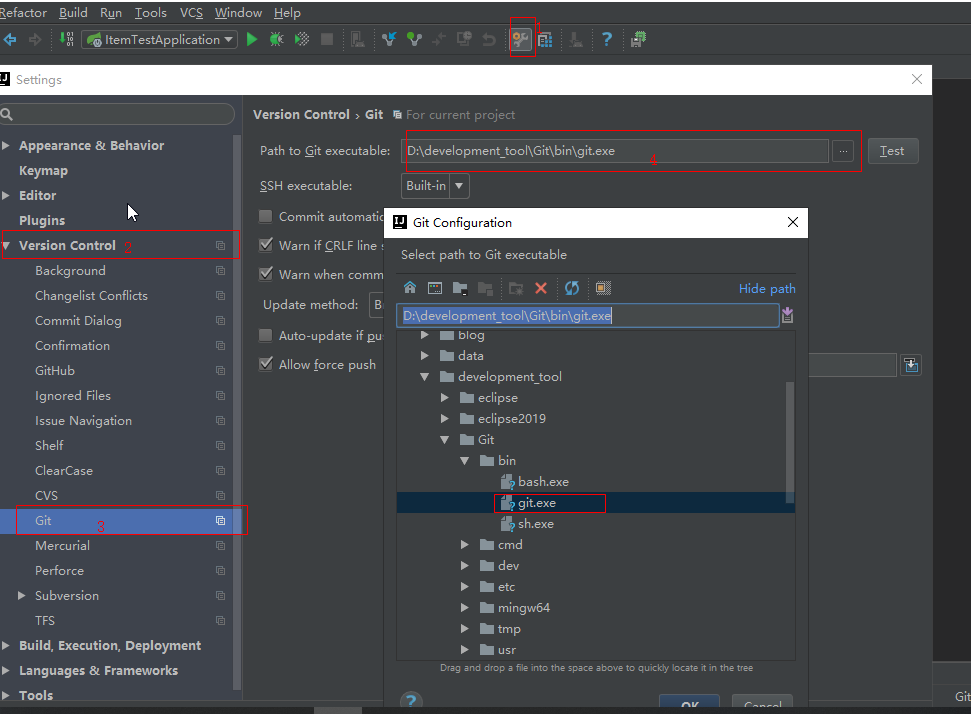 Refactor Build Run Tools VCS Window Help
ItemTestApplication
1
Settings
Version Control › Git For current project
Appearance & Behavior
Keymap
Editor
Plugins
Version Control 2
Background
Changelist Conflicts
Commit Dialog
Confirmation
GitHub
Ignored Files
Issue Navigation
Shelf
ClearCase
CVS
Git 3
Mercurial
Perforce
Subversion
TFS
Build, Execution, Deployment
Languages & Frameworks
Tools
Path to Git executable: D:\development_tool\Git\bin\git.exe ... Test
SSH executable: Built-in
Commit automatic
Warn if CRLF line s
Warn when comm
Update method: B
Auto-update if pu
Allow force push
Git Configuration
Select path to Git executable
Hide path
D:\development_tool\Git\bin\git.exe
blog
data
development_tool
eclipse
eclipse2019
Git
bin
bash.exe
git.exe
sh.exe
cmd
dev
etc
mingw64
tmp
usr
Drag and drop a file into the space above to quickly locate it in the tree
? OK Cancel
Git